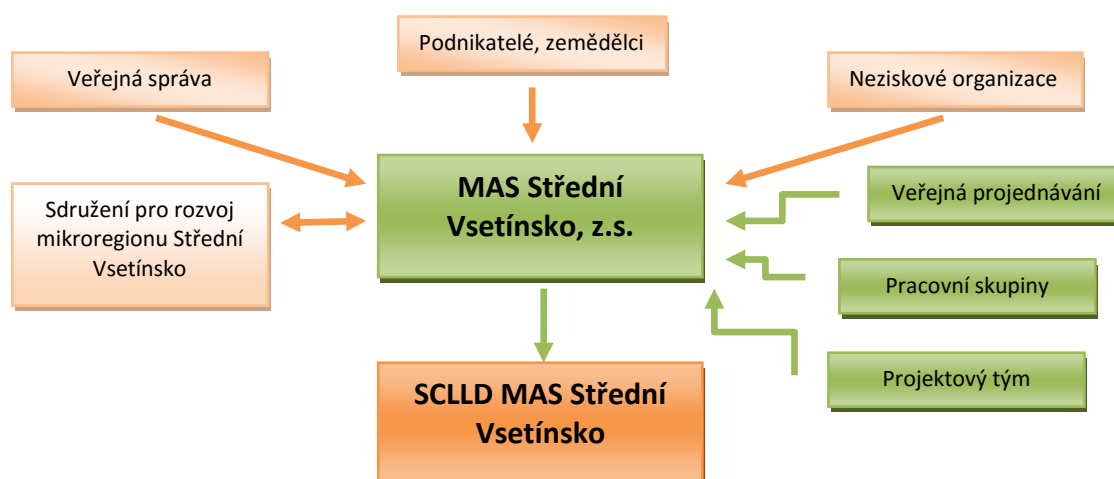 Podnikatelé, zemědělci
Veřejná správa
Neziskové organizace
MAS Střední
Vsetínsko, z.s.
Sdružení pro rozvoj
mikroregionu Střední
Vsetínsko
Veřejná projednávání
Pracovní skupiny
Projektový tým
SCLLD MAS Střední
Vsetínsko